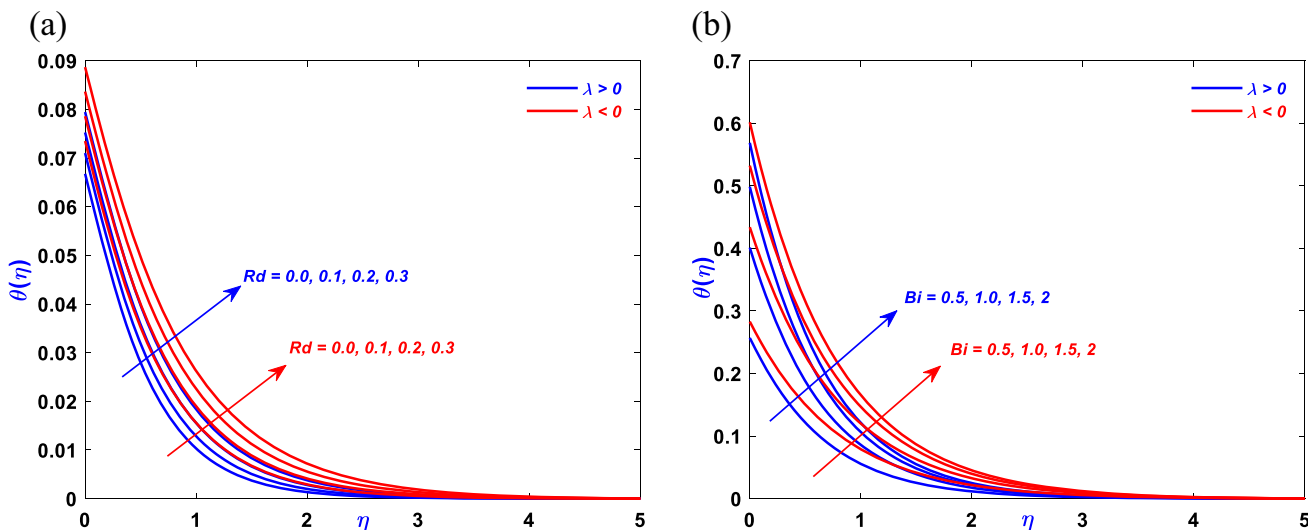 (a)
0.09
0.08
0.07
0.06
0.05
0.04
0.03
0.02
0.01
0
0 1 2 3 4 5
θ(η)
η
λ > 0
λ < 0
Rd = 0.0, 0.1, 0.2, 0.3
Rd = 0.0, 0.1, 0.2, 0.3
(b)
0.7
0.6
0.5
0.4
0.3
0.2
0.1
0
0 1 2 3 4 5
θ(η)
η
λ > 0
λ < 0
Bi = 0.5, 1.0, 1.5, 2
Bi = 0.5, 1.0, 1.5, 2